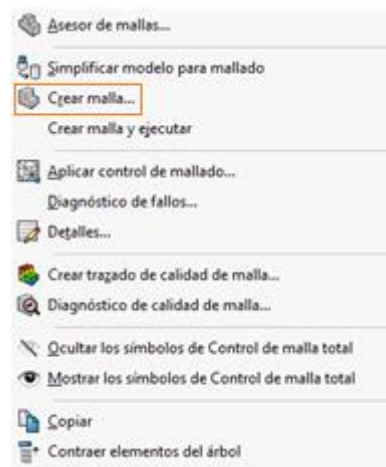 Asesor de mallas...
Simplificar modelo para mallado
Crear malla...
Crear malla y ejecutar
Aplicar control de mallado...
Diagnóstico de fallos...
Detalles...
Crear trazado de calidad de malla...
Diagnóstico de calidad de malla...
Ocultar los símbolos de Control de malla total
Mostrar los símbolos de Control de malla total
Copiar
Contraer elementos del árbol